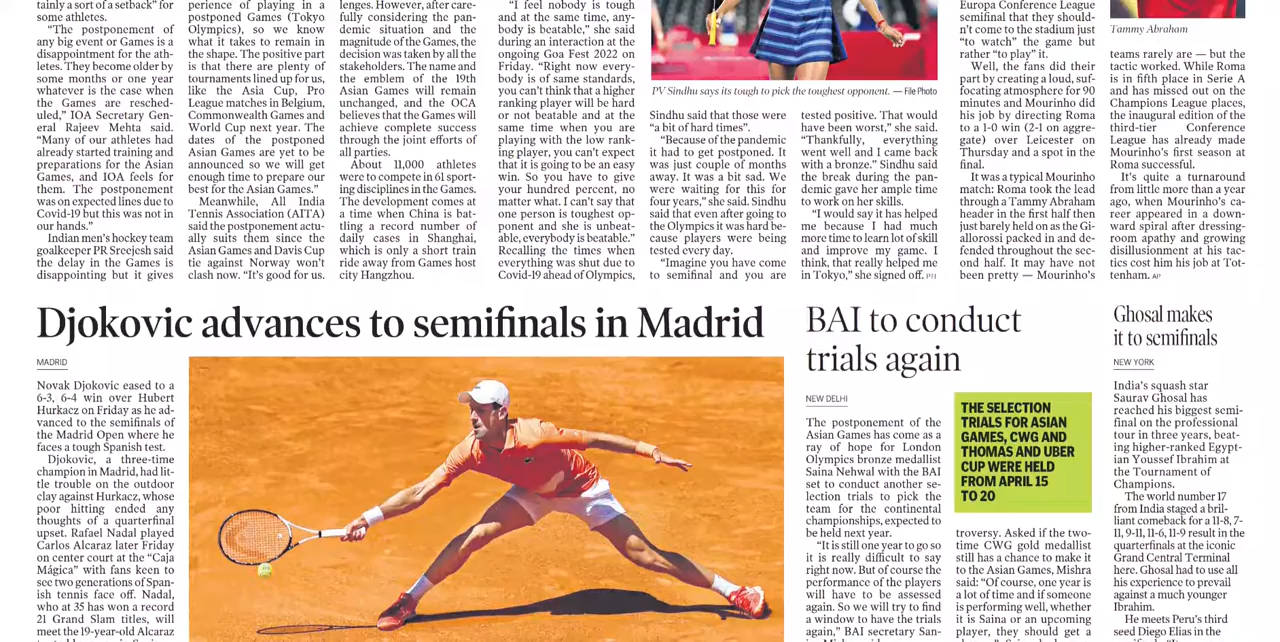 tainly a sort of a setback” for
some athletes.
“The postponement of
any big event or Games is a
disappointment for the ath-
letes. They become older by
some months or one year
whatever is the case when
the Games are resched-
uled,” IOA Secretary Gen-
eral Rajeev Mehta said.
“Many of our athletes had
already started training and
preparations for the Asian
Games, and IOA feels for
them. The postponement
was on expected lines due to
Covid-19 but this was not in
our hands.”
Indian men’s hockey team
goalkeeper PR Sreejesh said
the delay in the Games is
disappointing but it gives
perience of playing in a
postponed Games (Tokyo
Olympics), so we know
what it takes to remain in
the shape. The positive part
is that there are plenty of
tournaments lined up for us,
like the Asia Cup, Pro
League matches in Belgium,
Commonwealth Games and
World Cup next year. The
dates of the postponed
Asian Games are yet to be
announced so we will get
enough time to prepare our
best for the Asian Games.”
Meanwhile, All India
Tennis Association (AITA)
said the postponement actu-
ally suits them since the
Asian Games and Davis Cup
tie against Norway won’t
clash now. “It’s good for us.
lenges. However, after care-
fully considering the pan-
demic situation and the
magnitude of the Games, the
decision was taken by all the
stakeholders. The name and
the emblem of the 19th
Asian Games will remain
unchanged, and the OCA
believes that the Games will
achieve complete success
through the joint efforts of
all parties.
About 11,000 athletes
were to compete in 61 sport-
ing disciplines in the Games.
The development comes at
a time when China is bat-
tling a record number of
daily cases in Shanghai,
which is only a short train
ride away from Games host
city Hangzhou.
“I feel nobody is tough
and at the same time, any-
body is beatable,” she said
during an interaction at the
ongoing Goa Fest 2022 on
Friday. “Right now every-
body is of same standards,
you can’t think that a higher
ranking player will be hard
or not beatable and at the
same time when you are
playing with the low rank-
ing player, you can’t expect
that it is going to be an easy
win. So you have to give
your hundred percent, no
matter what. I can’t say that
one person is toughest op-
ponent and she is unbeat-
able, everybody is beatable.”
Recalling the times when
everything was shut due to
Covid-19 ahead of Olympics,
PV Sindhu says its tough to pick the toughest opponent. — File Photo
Sindhu said that those were
“a bit of hard times”.
“Because of the pandemic
it had to get postponed. It
was just couple of months
away. It was a bit sad. We
were waiting for this for
four years,” she said. Sindhu
said that even after going to
the Olympics it was hard be-
cause players were being
tested every day.
“Imagine you have come
to semifinal and you are
tested positive. That would
have been worst,” she said.
“Thankfully, everything
went well and I came back
with a bronze.” Sindhu said
the break during the pan-
demic gave her ample time
to work on her skills.
“I would say it has helped
me because I had much
more time to learn lot of skill
and improve my game. I
think, that really helped me
in Tokyo,” she signed off. PTI
Europa Conference League
semifinal that they should-
n’t come to the stadium just
“to watch” the game but
rather “to play” it.
Well, the fans did their
part by creating a loud, suf-
focating atmosphere for 90
minutes and Mourinho did
his job by directing Roma
to a 1-0 win (2-1 on aggre-
gate) over Leicester on
Thursday and a spot in the
final.
It was a typical Mourinho
match: Roma took the lead
through a Tammy Abraham
header in the first half then
just barely held on as the Gi-
allorossi packed in and de-
fended throughout the sec-
ond half. It may have not
been pretty — Mourinho’s
Tammy Abraham
teams rarely are — but the
tactic worked. While Roma
is in fifth place in Serie A
and has missed out on the
Champions League places,
the inaugural edition of the
third-tier Conference
League has already made
Mourinho’s first season at
Roma successful.
It’s quite a turnaround
from little more than a year
ago, when Mourinho’s ca-
reer appeared in a down-
ward spiral after dressing-
room apathy and growing
disillusionment at his tac-
tics cost him his job at Tot-
tenham. AP
Djokovic advances to semifinals in Madrid
MADRID
Novak Djokovic eased to a
6-3, 6-4 win over Hubert
Hurkacz on Friday as he ad-
vanced to the semifinals of
the Madrid Open where he
faces a tough Spanish test.
Djokovic, a three-time
champion in Madrid, had lit-
tle trouble on the outdoor
clay against Hurkacz, whose
poor hitting ended any
thoughts of a quarterfinal
upset. Rafael Nadal played
Carlos Alcaraz later Friday
on center court at the “Caja
Mágica” with fans keen to
see two generations of Span-
ish tennis face off. Nadal,
who at 35 has won a record
21 Grand Slam titles, will
meet the 19-year-old Alcaraz
BAI to conduct
trials again
NEW DELHI
The postponement of the
Asian Games has come as a
ray of hope for London
Olympics bronze medallist
Saina Nehwal with the BAI
set to conduct another se-
lection trials to pick the
team for the continental
championships, expected to
be held next year.
“It is still one year to go so
it is really difficult to say
right now. But of course the
performance of the players
will have to be assessed
again. So we will try to find
a window to have the trials
again,” BAI secretary San-
THE SELECTION
TRIALS FOR ASIAN
GAMES, CWG AND
THOMAS AND UBER
CUP WERE HELD
FROM APRIL 15
TO 20
troversy. Asked if the two-
time CWG gold medallist
still has a chance to make it
to the Asian Games, Mishra
said: “Of course, one year is
a lot of time and if someone
is performing well, whether
it is Saina or an upcoming
player, they should get a
Ghosal makes
it to semifinals
NEW YORK
India’s squash star
Saurav Ghosal has
reached his biggest semi-
final on the professional
tour in three years, beat-
ing higher-ranked Egypt-
ian Youssef Ibrahim at
the Tournament of
Champions.
The world number 17
from India staged a bril-
liant comeback for a 11-8, 7-
11, 9-11, 11-6, 11-9 result in the
quarterfinals at the iconic
Grand Central Terminal
here. Ghosal had to use all
his experience to prevail
against a much younger
Ibrahim.
He meets Peru’s third
seed Diego Elias in the